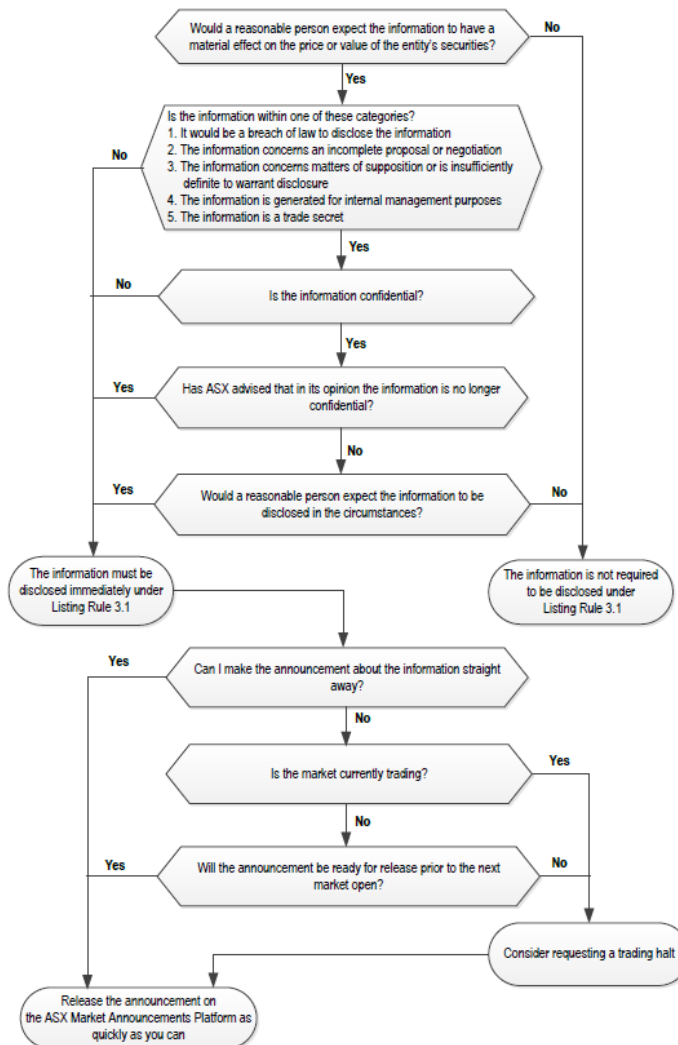 Would a reasonable person expect the information to have a
material effect on the price or value of the entity's securities?
No
Yes
Is the information within one of these categories?
1. It would be a breach of law to disclose the information
2. The information concerns an incomplete proposal or negotiation
3. The information concerns matters of supposition or is insufficiently
definite to warrant disclosure
4. The information is generated for internal management purposes
5. The information is a trade secret
No
Yes
No
Is the information confidential?
Yes
Yes
Has ASX advised that in its opinion the information is no longer
confidential?
No
Yes
Would a reasonable person expect the information to be
disclosed in the circumstances?
No
The information must be
disclosed immediately under
Listing Rule 3.1
The information is not required
to be disclosed under
Listing Rule 3.1
Yes
Can I make the announcement about the information straight
away?
No
Is the market currently trading?
Yes
No
Yes
Will the announcement be ready for release prior to the next
market open?
No
Consider requesting a trading halt
Release the announcement on
the ASX Market Announcements Platform as
quickly as you can